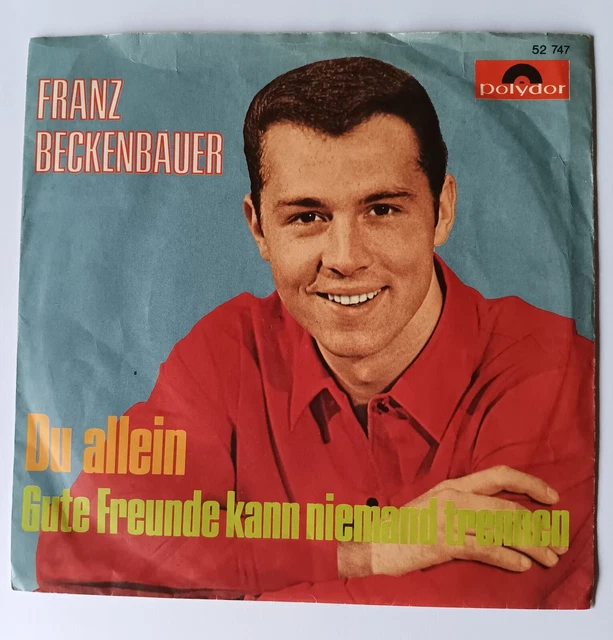 52 747
polydor
FRANZ
BECKENBAUER
Du allein
Gute Freunde kann niemand trennen